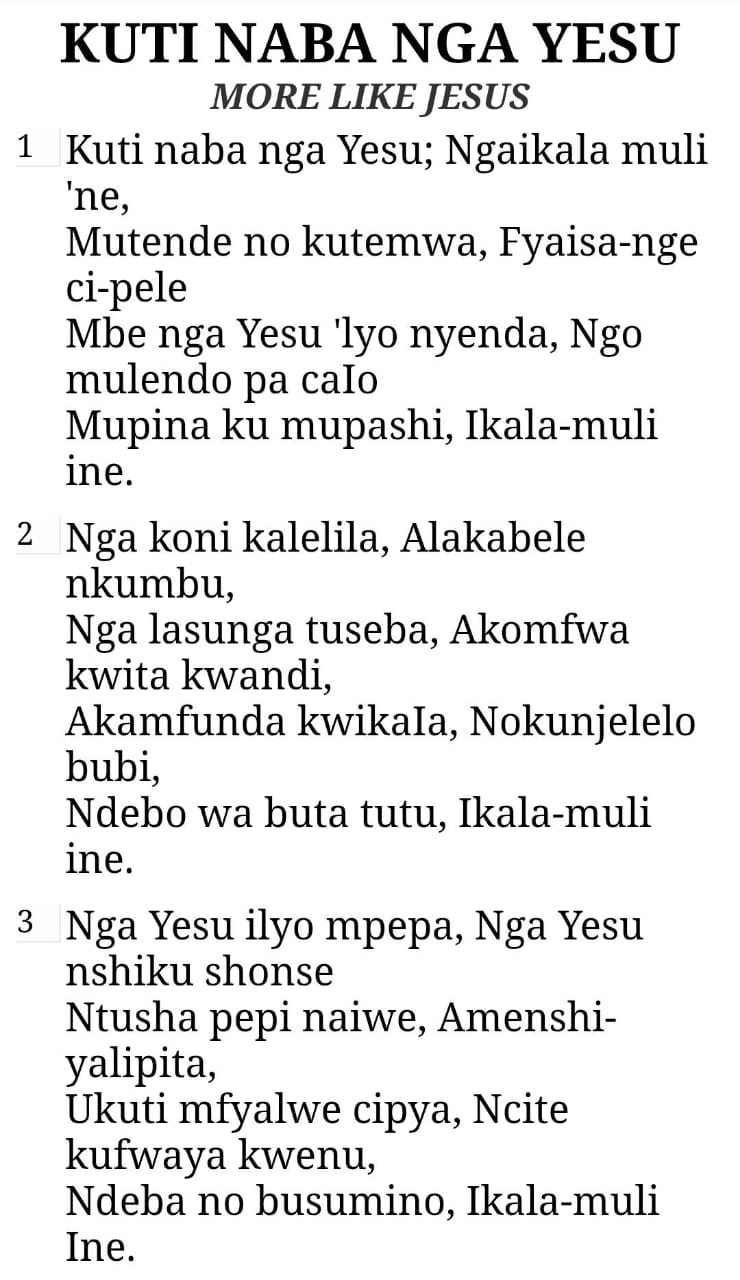 KUTI NABA NGA YESU
MORE LIKE JESUS
1 Kuti naba nga Yesu; Ngaikala muli
'ne,
Mutende no kutemwa, Fyaisa-nge
ci-pele
Mbe nga Yesu 'lyo nyenda, Ngo
mulendo pa caIo
Mupina ku mupashi, Ikala-muli
ine.
2 Nga koni kalelila, Alakabele
nkumbu,
Nga lasunga tuseba, Akomfwa
kwita kwandi,
Akamfunda kwikaIa, Nokunjelelo
bubi,
Ndebo wa buta tutu, Ikala-muli
ine.
3 Nga Yesu ilyo mpepa, Nga Yesu
nshiku shonse
Ntusha pepi naiwe, Amenshi-
yalipita,
Ukuti mfyalwe cipya, Ncite
kufwaya kwenu,
Ndeba no busumino, Ikala-muli
Ine.